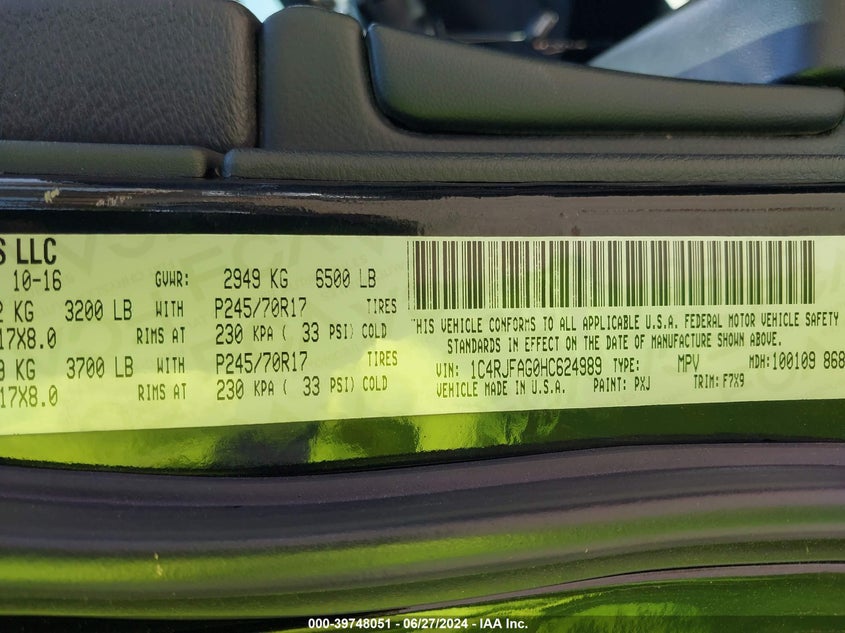 S LLC
10-16 GVWR: 2949 KG 6500 LB
KG 3200 LB WITH P245/70R17 TIRES
17X8.0 RIMS AT 230 KPA ( 33 PSI) COLD
KG 3700 LB WITH P245/70R17 TIRES
17X8.0 RIMS AT 230 KPA ( 33 PSI) COLD
THIS VEHICLE CONFORMS TO ALL APPLICABLE U.S.A. FEDERAL MOTOR VEHICLE SAFETY
STANDARDS IN EFFECT ON THE DATE OF MANUFACTURE SHOWN ABOVE.
VIN: 1C4RJFAG0HC624989 TYPE: MPV MDH:100109 868
VEHICLE MADE IN U.S.A. PAINT: PXJ TRIM: F7X9
000-39748051 - 06/27/2024 - IAA, Inc.